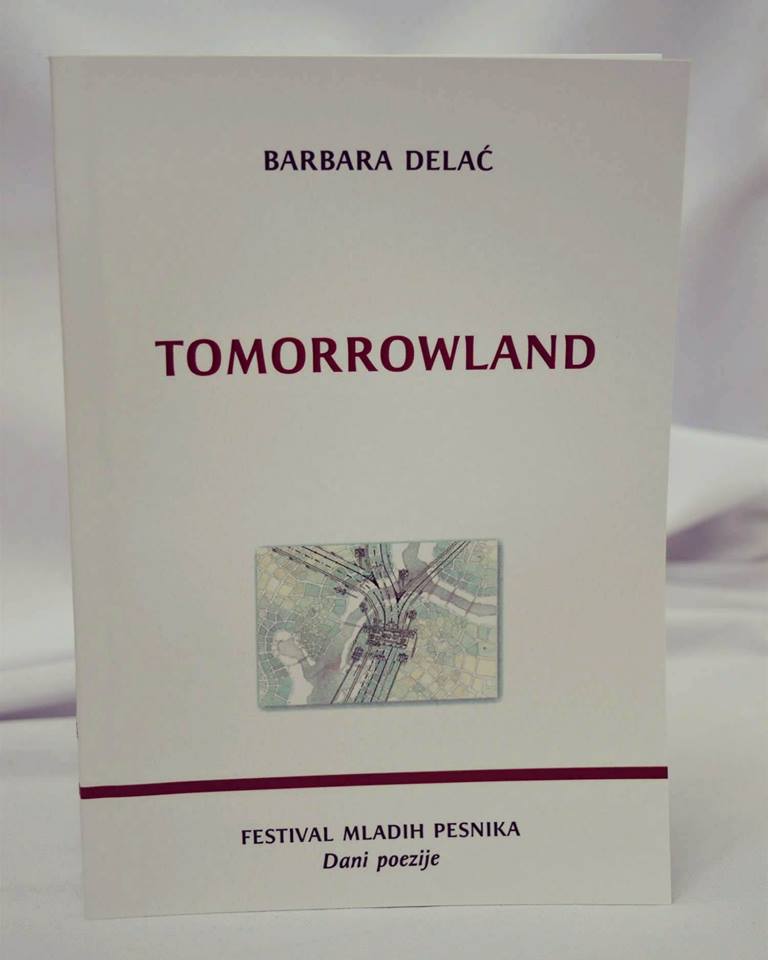 BARBARA DELAĆ
TOMORROWLAND
FESTIVAL MLADIH PESNIKA
Dani poezije